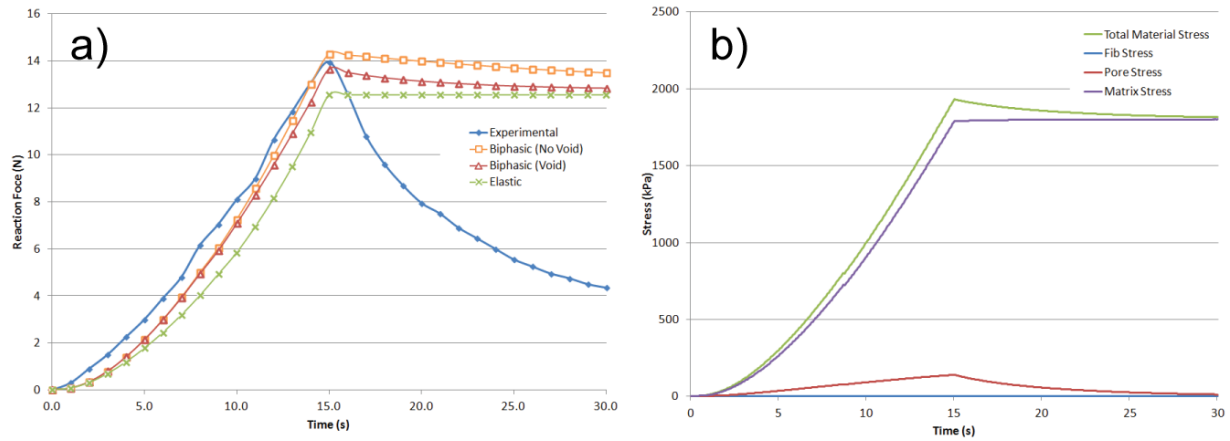 a)
16
14
12
10
8
6
4
2
0
Reaction Foce (N)
0.0 5.0 10.0 15.0 20.0 25.0 30.0
Time (s)
Experimental
Biphasic (No Void)
Biphasic (Void)
Elastic
b)
2500
2000
1500
1000
500
0
Stress (kPa)
0 5 10 15 20 25 30
Time (s)
Total Material Stress
Fib Stress
Pore Stress
Matrix Stress